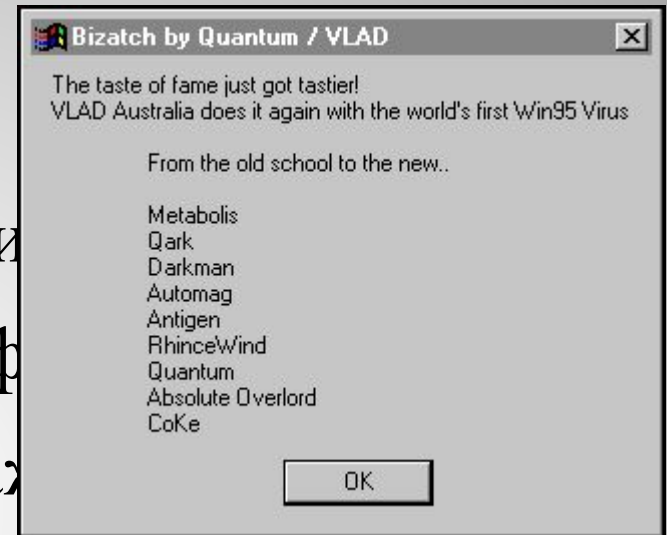 Bizatch by Quantum / VLAD
The taste of fame just got tastier!
VLAD Australia does it again with the world's first Win95 Virus
From the old school to the new..
Metabolis
Qark
Darkman
Automag
Antigen
RhinceWind
Quantum
Absolute Overlord
CoKe
OK